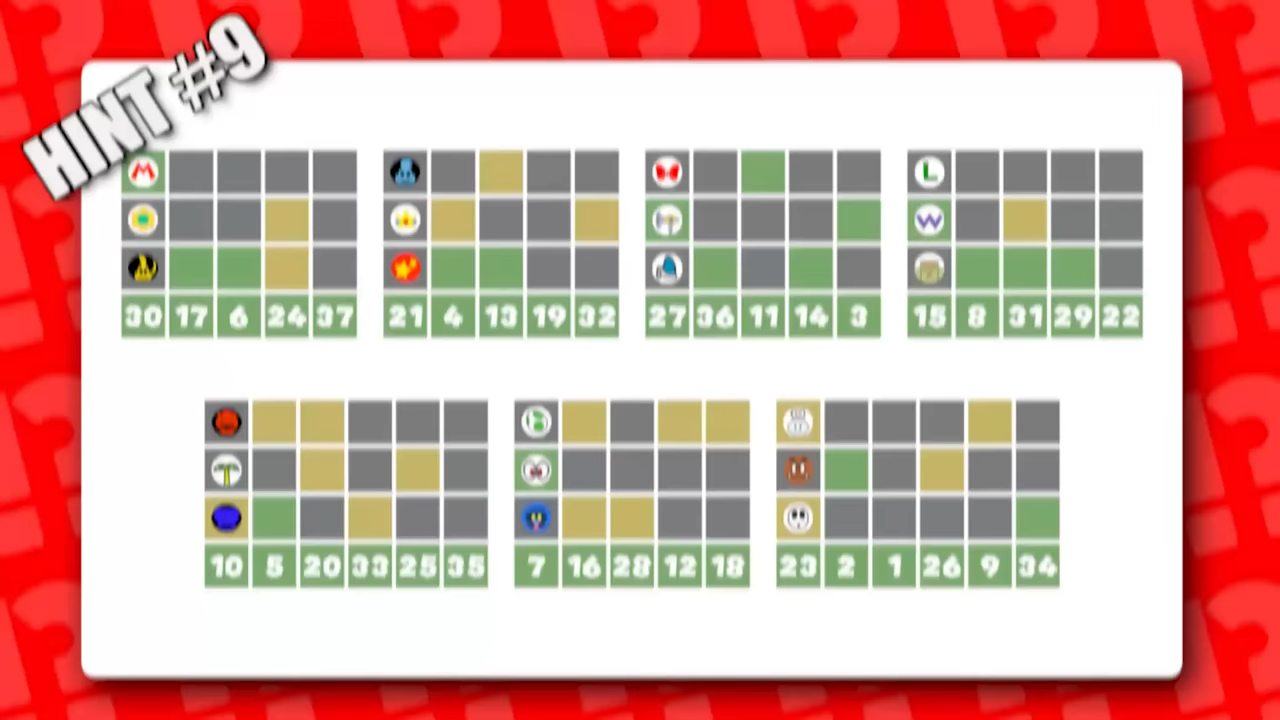 HINT #9
M
L
W
30 17 6 24 37
21 4 13 19 32
27 36 11 14 3
15 8 31 29 22
10 5 20 33 25 35
7 16 28 12 18
23 2 1 26 9 34